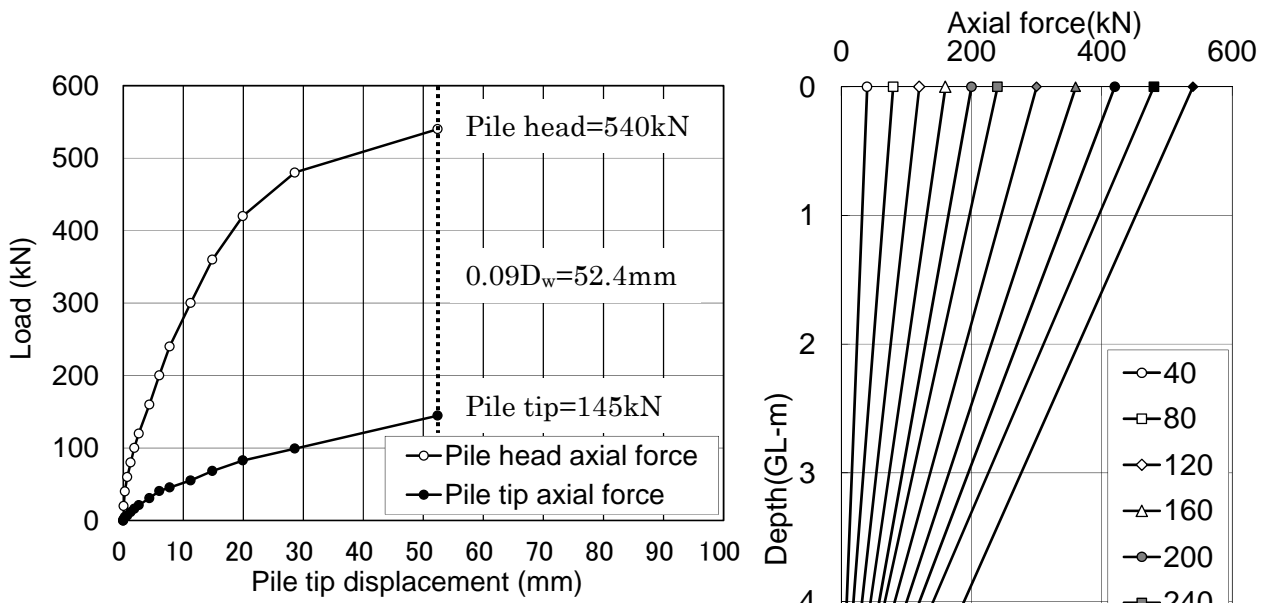 600
500
400
300
200
100
0
Load (kN)
Pile head=540kN
0.09Dw=52.4mm
Pile tip=145kN
Pile head axial force
Pile tip axial force
0 10 20 30 40 50 60 70 80 90 100
Pile tip displacement (mm)
Axial force(kN)
0 200 400 600
0
1
2
3
4
Depth(GL-m)
40
80
120
160
200
240